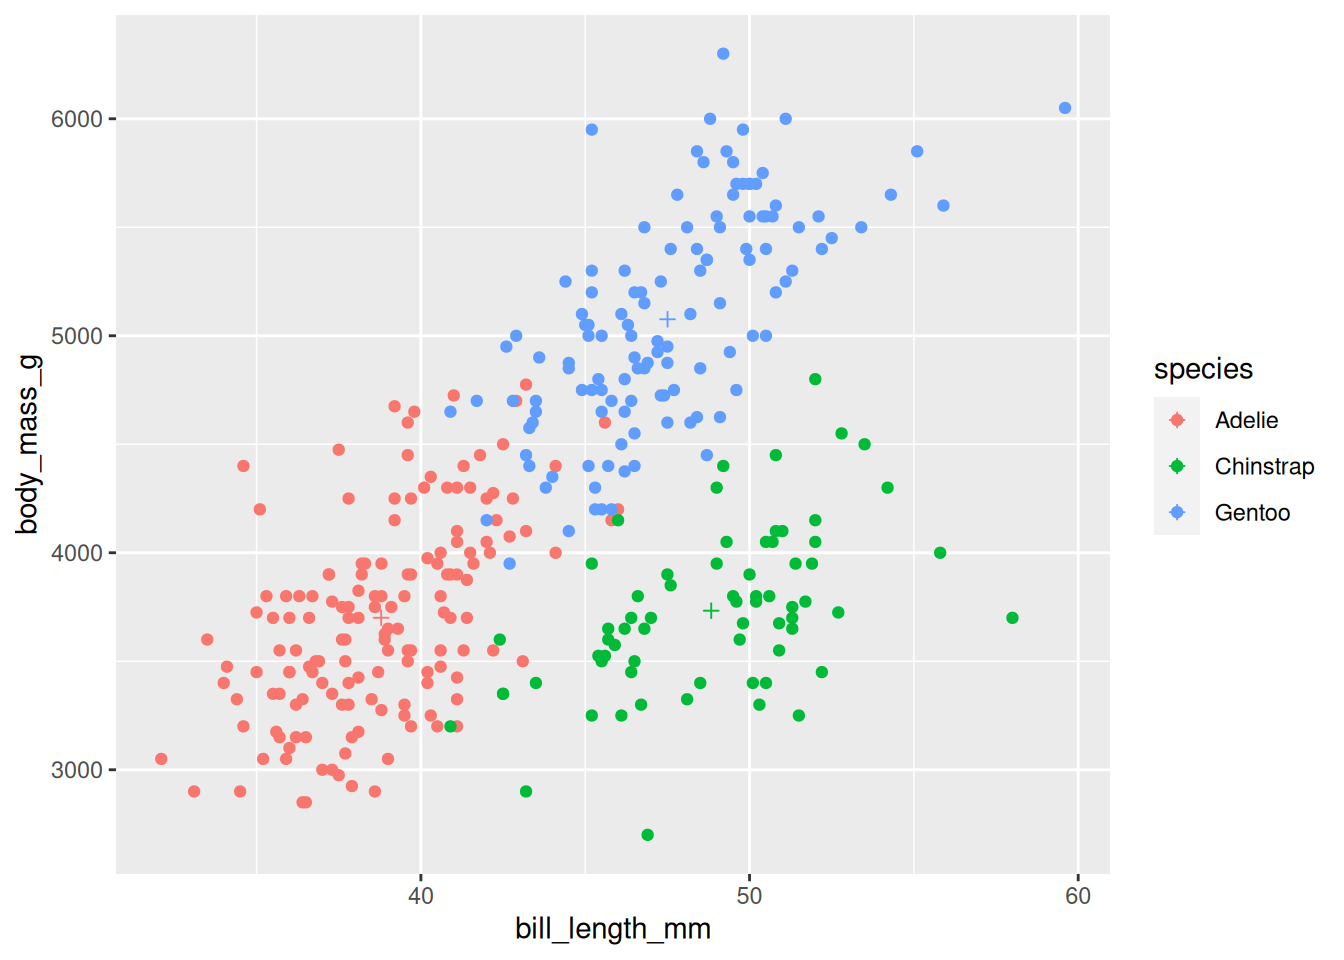 6000
5000
4000
3000
body_mass_g
40 50 60
bill_length_mm
species
Adelie
Chinstrap
Gentoo